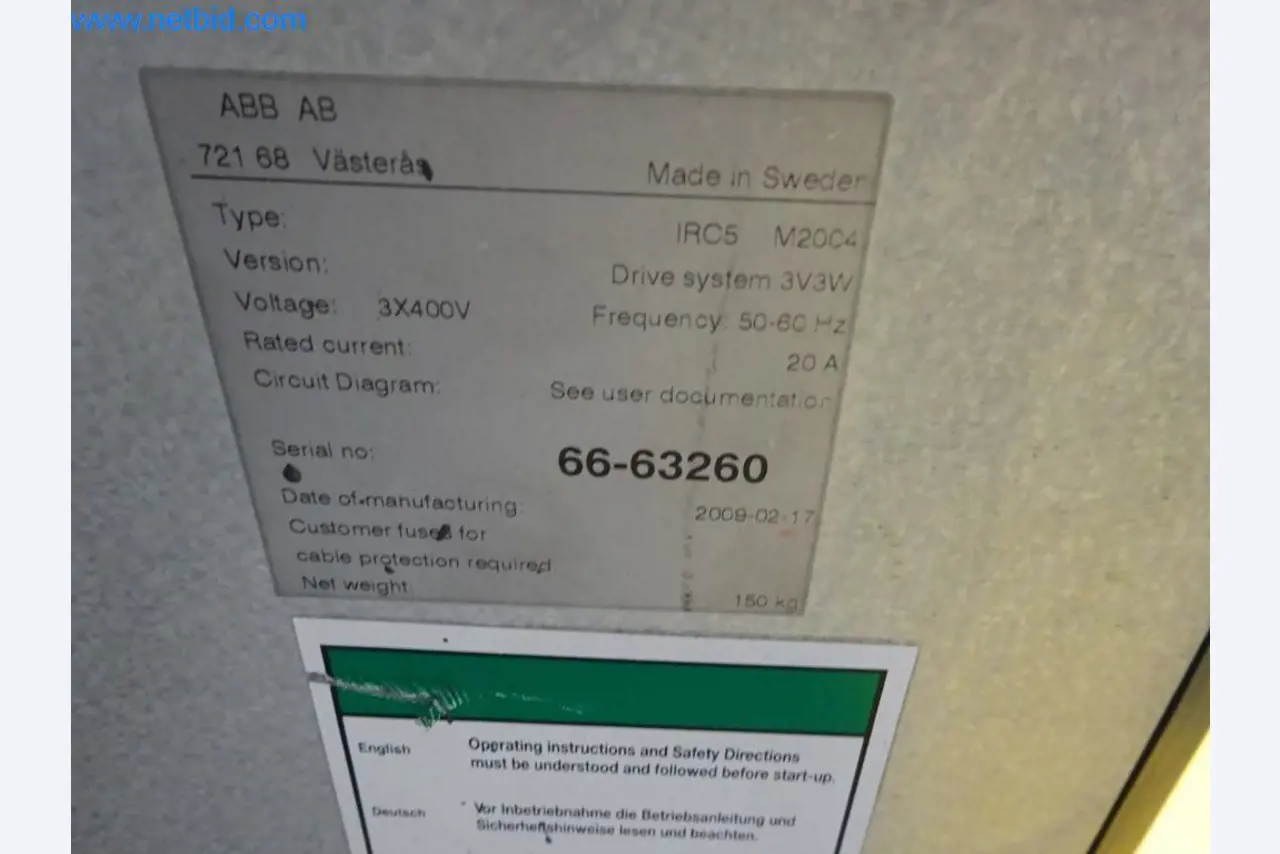 www.netbid.com
ABB AB
721 68 Västerås
Made in Sweden
Type: IRC5 M2004
Version: Drive system 3V3W
Voltage: 3X400V Frequency: 50-60 Hz
Rated current: 20 A
Circuit Diagram: See user documentation
Serial no: 66-63260
Date of manufacturing: 2009-02-17
Customer fuses for
cable protection required
Net weight 150 kg
English Operating instructions and Safety Directions
must be understood and followed before start-up.
Deutsch Vor Inbetriebnahme die Betriebsanleitung und
Sicherheitshinweise lesen und beachten.